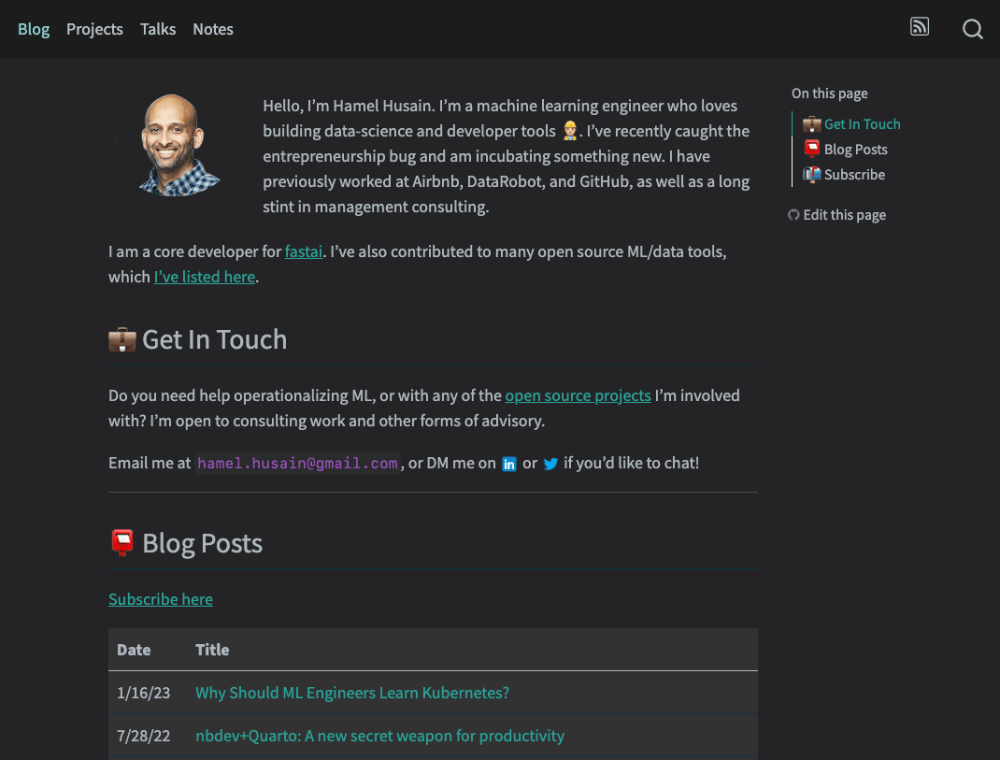 Blog Projects Talks Notes
Hello, I’m Hamel Husain. I’m a machine learning engineer who loves
building data-science and developer tools 👷🏼. I’ve recently caught the
entrepreneurship bug and am incubating something new. I have
previously worked at Airbnb, DataRobot, and GitHub, as well as a long
stint in management consulting.
I am a core developer for fastai. I’ve also contributed to many open source ML/data tools,
which I’ve listed here.
💼 Get In Touch
Do you need help operationalizing ML, or with any of the open source projects I’m involved
with? I’m open to consulting work and other forms of advisory.
Email me at hamel.husain@gmail.com, or DM me on in or if you’d like to chat!
📮 Blog Posts
Subscribe here
Date Title
1/16/23 Why Should ML Engineers Learn Kubernetes?
7/28/22 nbdev+Quarto: A new secret weapon for productivity
On this page
💼 Get In Touch
📮 Blog Posts
📬 Subscribe
Edit this page